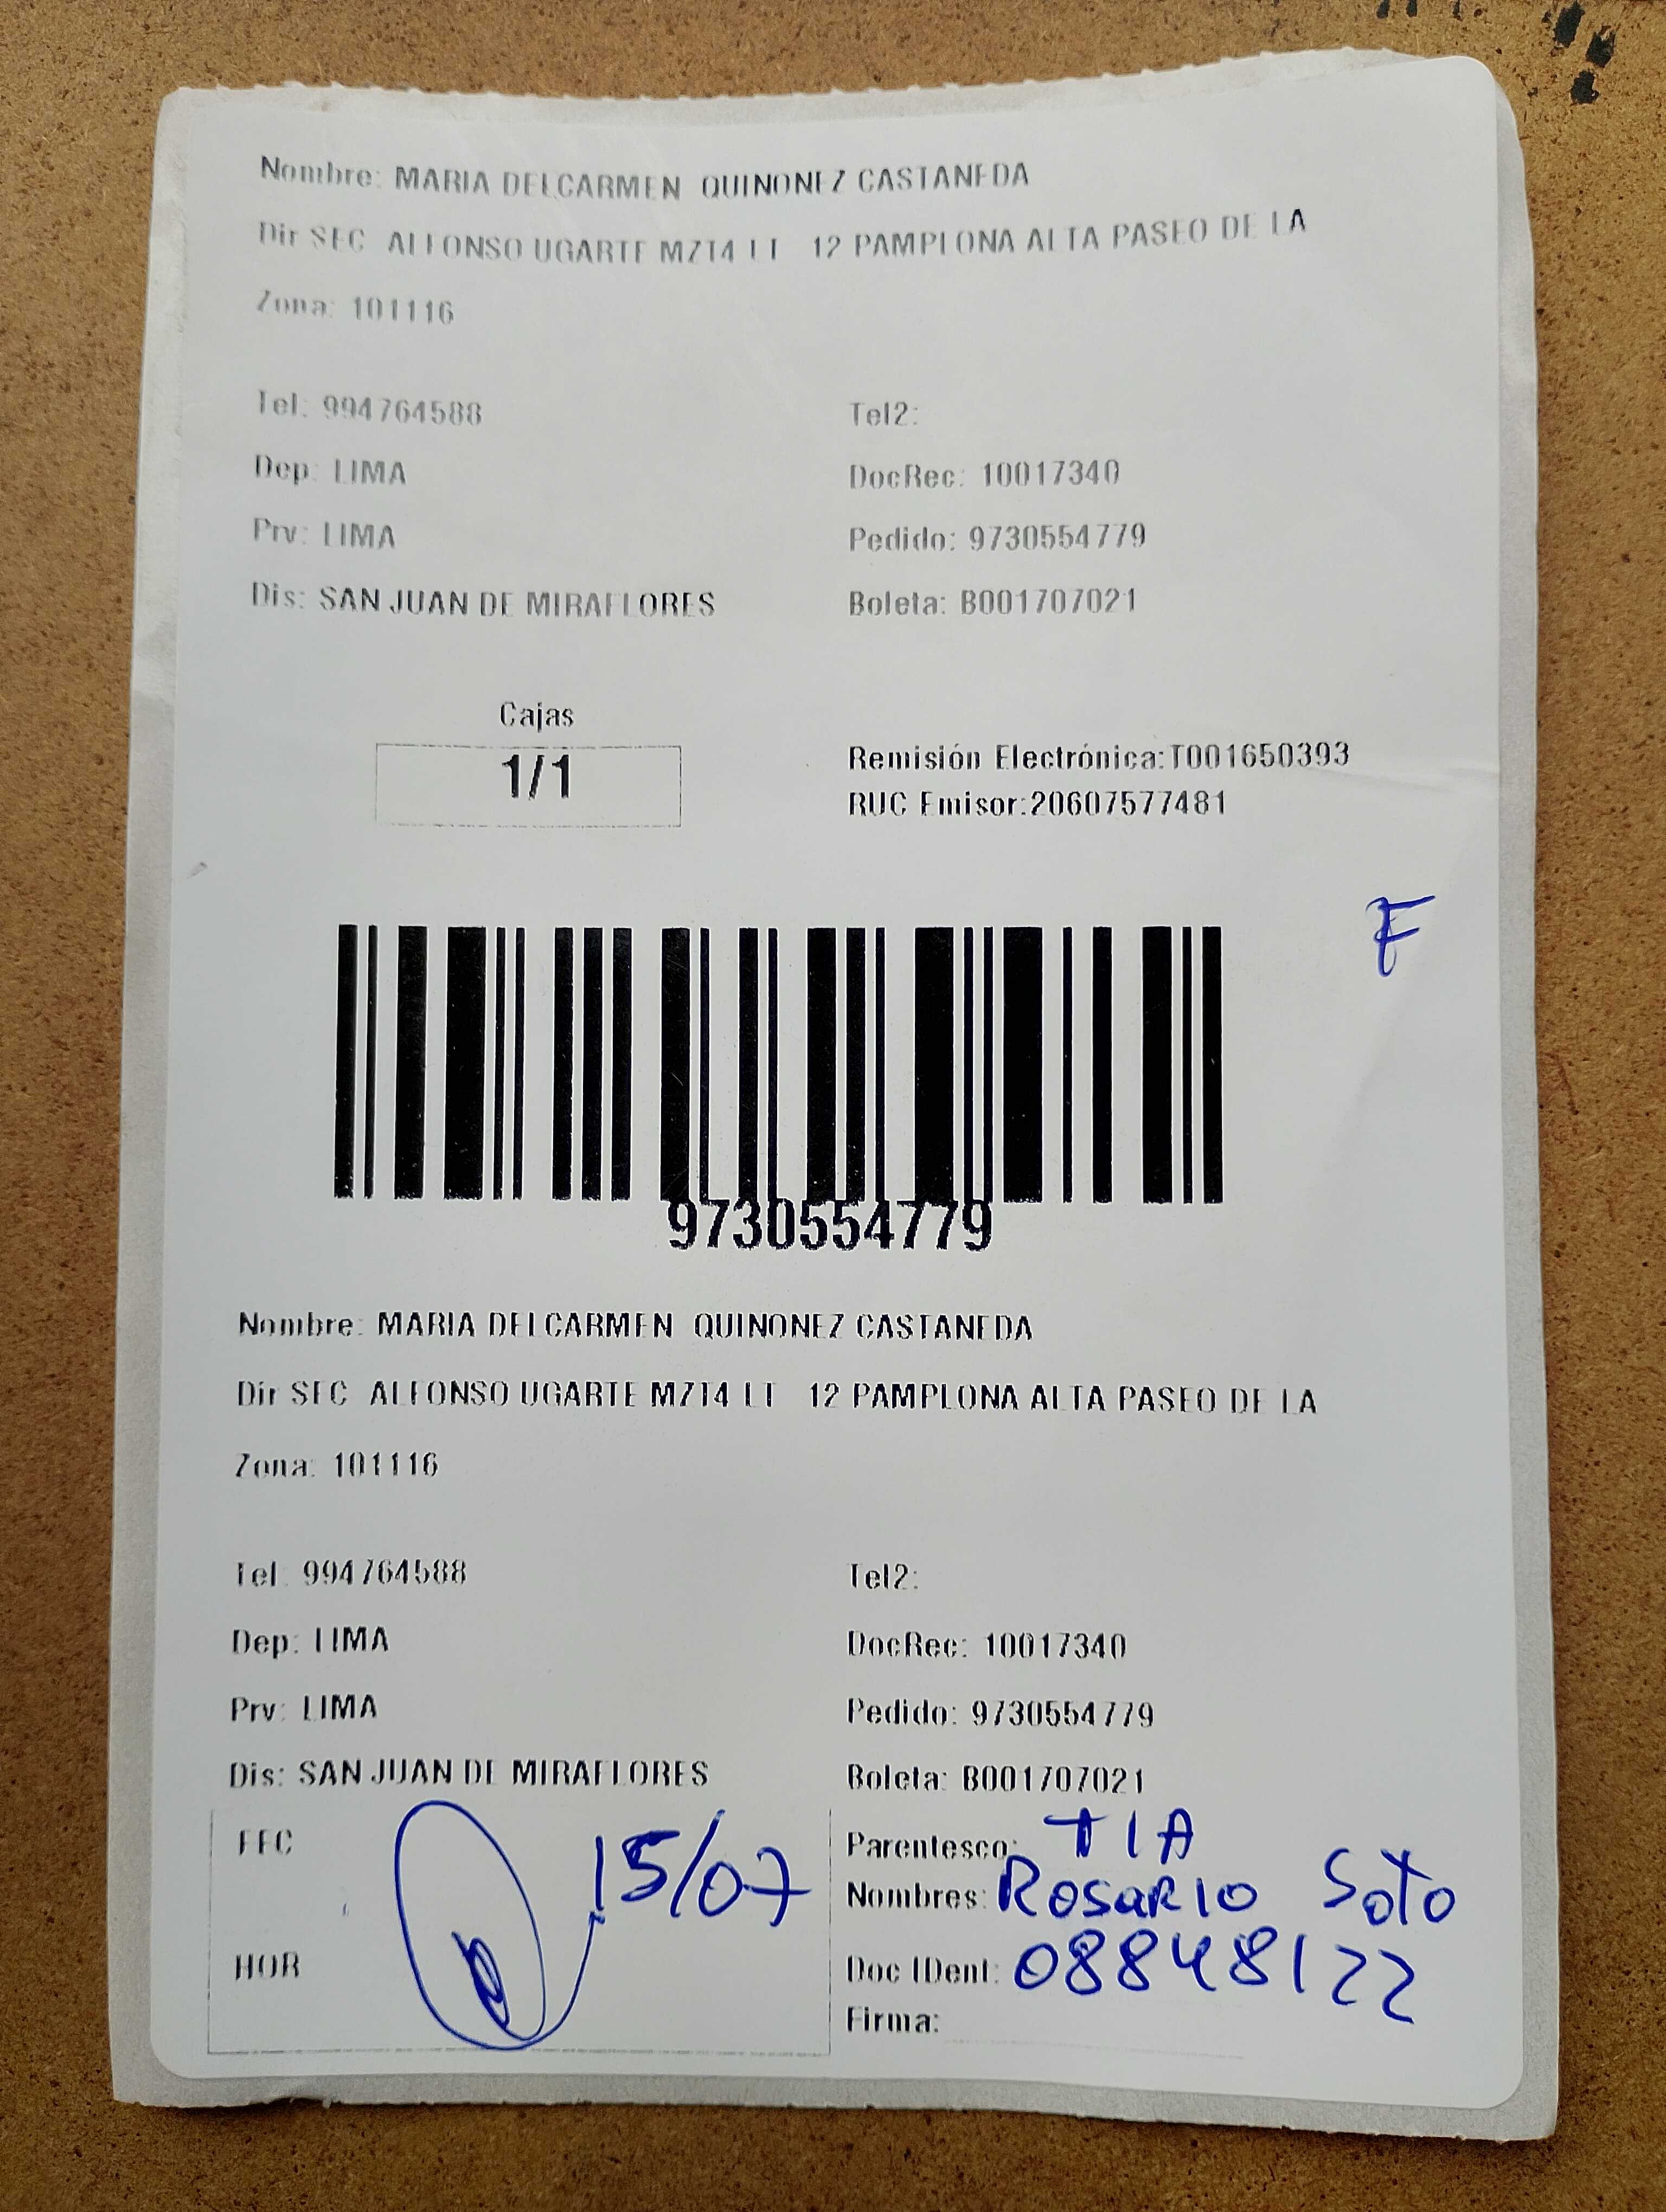 Nombre: MARIA DELCARMEN QUINONEZ CASTANEDA
Dir SEC ALFONSO UGARTE MZT4 LT 12 PAMPLONA ALTA PASEO DE LA
Zona: 101116
Tel: 994764588 Tel2:
Dep: LIMA DocRec: 10017340
Prv: LIMA Pedido: 9730554779
Dis: SAN JUAN DE MIRAFLORES Boleta: B001707021
Cajas
1/1
Remisión Electrónica:T001650393
RUC Emisor:20607577481
F
9730554779
Nombre: MARIA DELCARMEN QUINONEZ CASTANEDA
Dir SEC ALFONSO UGARTE MZT4 LT 12 PAMPLONA ALTA PASEO DE LA
Zona: 101116
Tel: 994764588 Tel2:
Dep: LIMA DocRec: 10017340
Prv: LIMA Pedido: 9730554779
Dis: SAN JUAN DE MIRAFLORES Boleta: B001707021
FEC 15/07 Parentesco: TIA
Nombres: ROSARIO SOTO
HOR Doc IDent: 08848122
Firma: